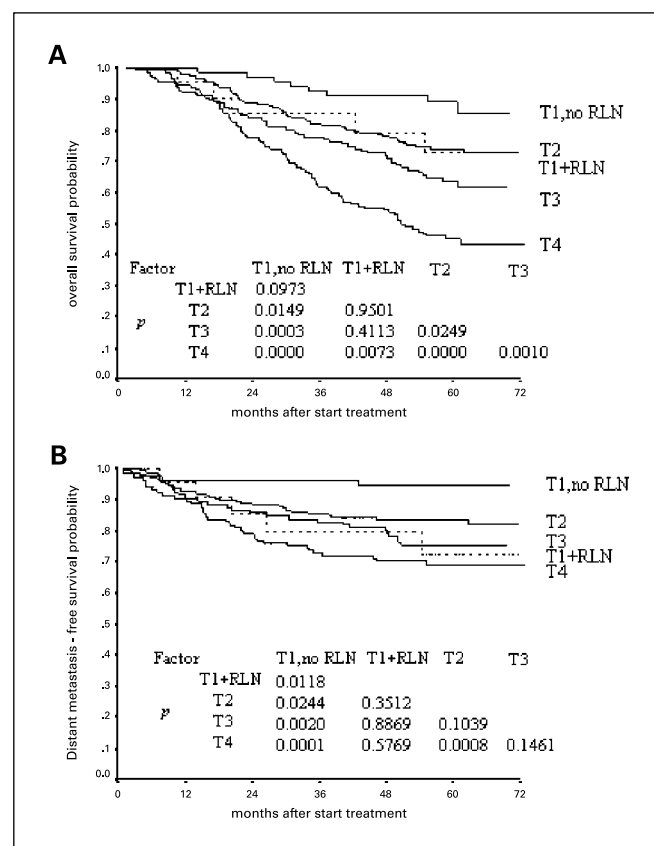 A
1.0
.9
.8
.7
.6
.5
.4
.3
.2
.1
0.0
overall survival probability
T1,no RLN
T2
T1+RLN
T3
T4
Factor T1,no RLN T1+RLN T2 T3
T1+RLN 0.0973
T2 0.0149 0.9501
p T3 0.0003 0.4113 0.0249
T4 0.0000 0.0073 0.0000 0.0010
0 12 24 36 48 60 72
months after start treatment
B
1.0
.9
.8
.7
.6
.5
.4
.3
.2
.1
0.0
Distant metastasis - free survival probability
T1,no RLN
T2
T3
T1+RLN
T4
Factor T1,no RLN T1+RLN T2 T3
T1+RLN 0.0118
T2 0.0244 0.3512
p T3 0.0020 0.8869 0.1039
T4 0.0001 0.5769 0.0008 0.1461
0 12 24 36 48 60 72
months after start treatment